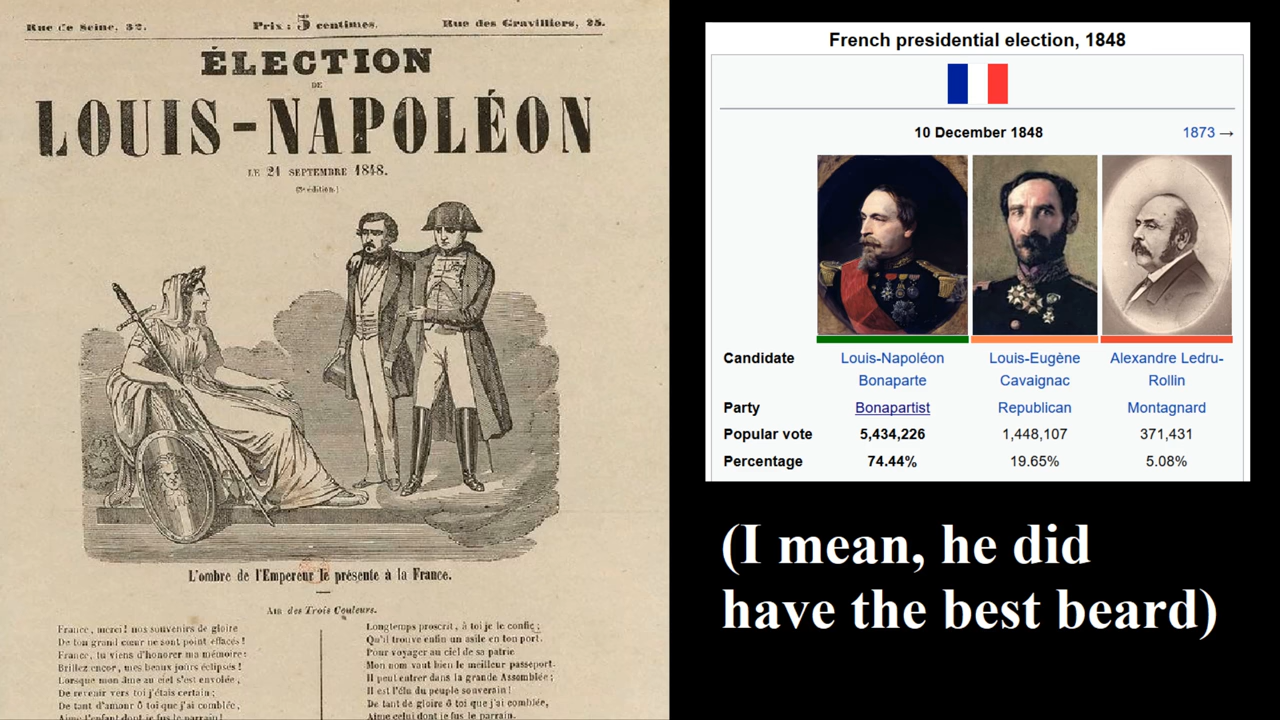 Rue de Seine, 32.
Prix : 5 centimes.
Rue des Gravilliers, 25.
ÉLECTION
DE
LOUIS-NAPOLÉON
LE 21 SEPTEMBRE 1848.
L'ombre de l'Empereur le présente à la France.
AIR des Trois Couleurs.
France, merci! nos souvenirs de gloire
De ton grand cœur ne sont point effacés!
France, tu viens d'honorer ma mémoire:
Brillez encor, mes beaux jours éclipsés!
Lorsque mon âme au ciel s'est envolée,
De revenir vers toi j'étais certain;
De tant d'amour ô toi que j'ai comblée,
Aime l'enfant dont je fus le parrain!
Longtemps proscrit, à toi je le confie;
Qu'il trouve enfin un asile en ton port.
Pour voyager au ciel de sa patrie
Mon nom vaut bien le meilleur passeport.
Il peut entrer dans la grande Assemblée;
Il est l'élu du peuple souverain!
De tant de gloire ô toi que j'ai comblée,
Aime celui dont je fus le parrain.
French presidential election, 1848
10 December 1848
1873 →
Candidate Louis-Napoléon Bonaparte Louis-Eugène Cavaignac Alexandre Ledru-Rollin
Party Bonapartist Republican Montagnard
Popular vote 5,434,226 1,448,107 371,431
Percentage 74.44% 19.65% 5.08%
(I mean, he did
have the best beard)